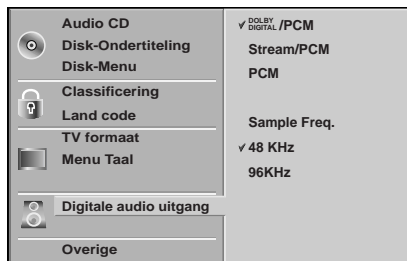 Audio CD
Disk-Ondertiteling
Disk-Menu
Classificering
Land code
TV formaat
Menu Taal
Digitale audio uitgang
Overige
DOLBY DIGITAL /PCM
Stream/PCM
PCM
Sample Freq.
48 KHz
96KHz